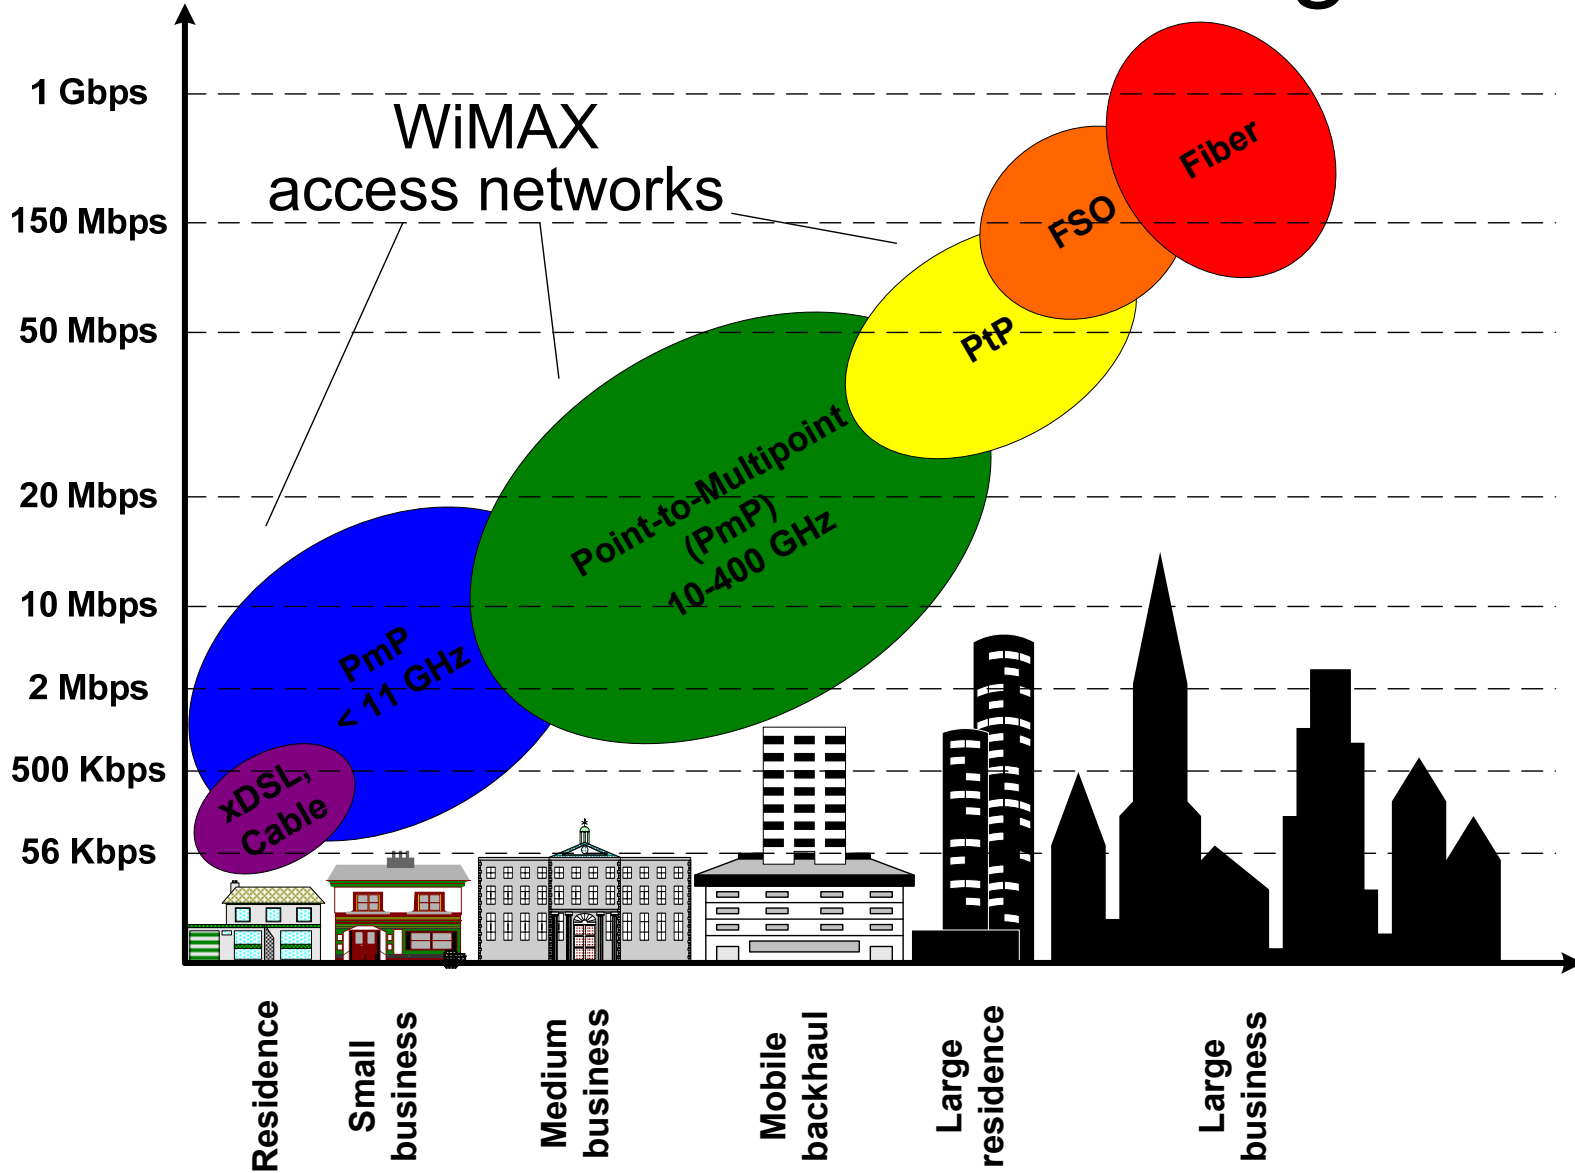 1 Gbps
150 Mbps
50 Mbps
20 Mbps
10 Mbps
2 Mbps
500 Kbps
56 Kbps
WiMAX
access networks
Fiber
FSO
PtP
Point-to-Multipoint
(PmP)
10-400 GHz
PmP
< 11 GHz
xDSL,
Cable
Residence
Small
business
Medium
business
Mobile
backhaul
Large
residence
Large
business